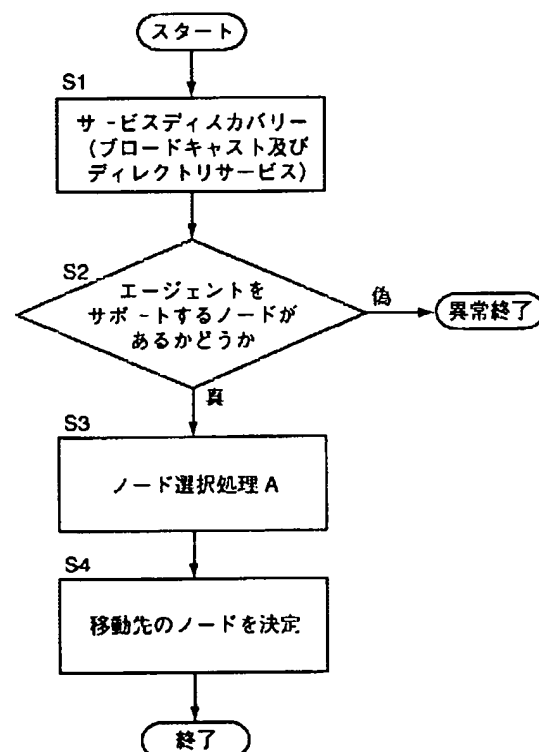 スタート
S1
サービスディスカバリー
(ブロードキャスト及び
ディレクトリサービス)
S2
エージェントを
サポートするノードが
あるかどうか
偽
異常終了
真
S3
ノード選択処理A
S4
移動先のノードを決定
終了